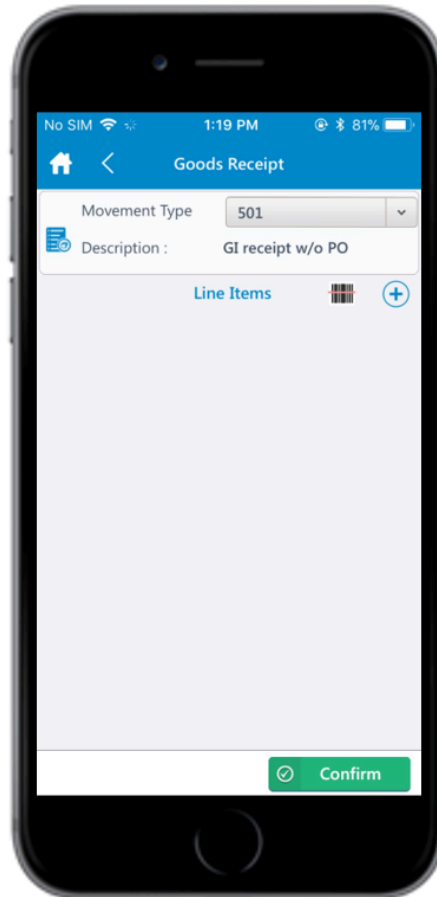 No SIM 1:19 PM 81%
Goods Receipt
Movement Type 501
Description : GI receipt w/o PO
Line Items
Confirm